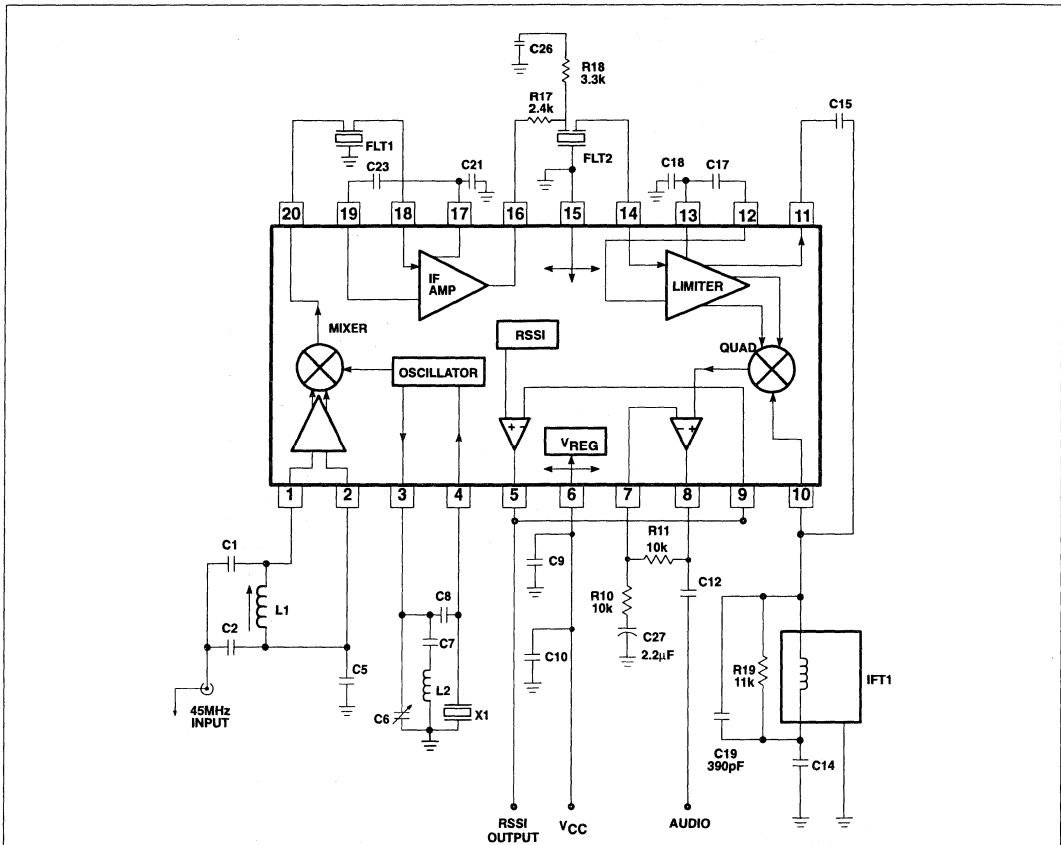 C26
R18
3.3k
R17
2.4k
C15
FLT1
FLT2
C23
C21
C18
C17
20
19
18
17
16
15
14
13
12
11
IF
AMP
LIMITER
MIXER
RSSI
QUAD
OSCILLATOR
+ -
VREG
- +
1
2
3
4
5
6
7
8
9
10
R11
10k
C1
C9
C12
C8
R10
10k
L1
C7
C2
C27
2.2µF
C10
C5
L2
R19
11k
IFT1
C6
X1
45MHz
INPUT
C19
390pF
C14
RSSI
OUTPUT
VCC
AUDIO